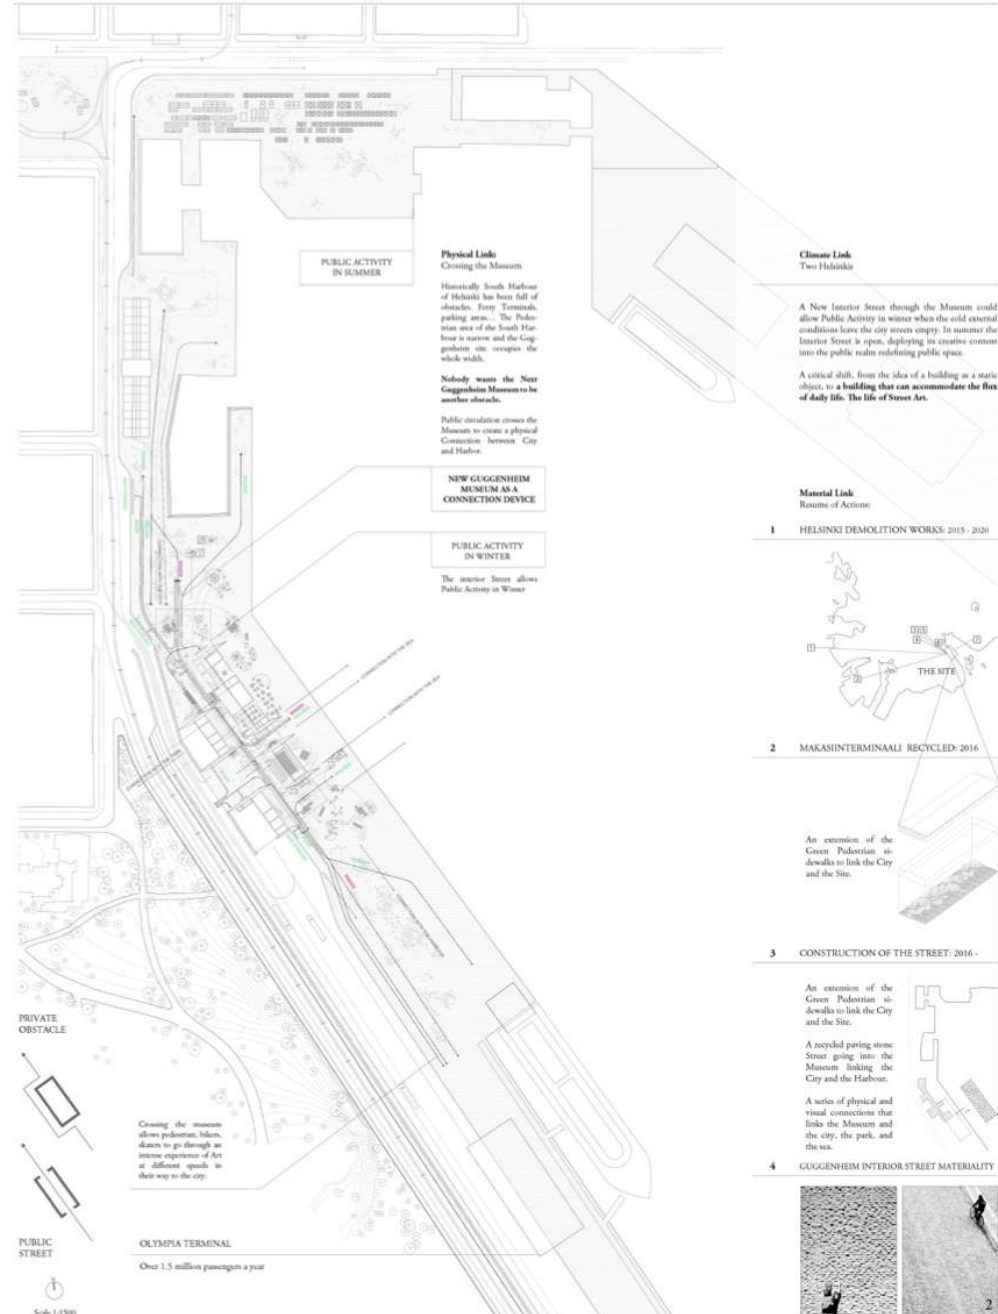 PUBLIC ACTIVITY
IN SUMMER
Physical Link:
Crossing the Museum
Historically South Harbour
of Helsinki has been full of
obstacles. Ferry Terminals,
parking areas... The Pedes-
trian area of the South Har-
bour is narrow and the Gug-
genheim site occupies the
whole width.
Nobody wants the Next
Guggenheim Museum to be
another obstacle.
Public circulation crosses the
Museum to create a physical
Connection between City
and Harbor.
NEW GUGGENHEIM
MUSEUM AS A
CONNECTION DEVICE
PUBLIC ACTIVITY
IN WINTER
The interior Street allows
Public Activity in Winter
CONNECTION WITH THE SEA
CONNECTION WITH THE SEA
PRIVATE
OBSTACLE
PUBLIC
STREET
Scale 1:1500
Crossing the museum
allows pedestrian, bikers,
skaters to go through an
intense experience of Art
at different speeds in
their way to the city.
OLYMPIA TERMINAL
Over 1.5 million passengers a year
Climate Link
Two Helsinkis
A New Interior Street through the Museum could
allow Public Activity in winter when the cold external
conditions leave the city streets empty. In summer the
Interior Street is open, deploying its creative content
into the public realm redefining public space.
A critical shift, from the idea of a building as a static
object, to a building that can accommodate the flux
of daily life. The life of Street Art.
Material Link
Resume of Actions:
1 HELSINKI DEMOLITION WORKS: 2015 - 2020
THE SITE
2 MAKASIINTERMINAALI RECYCLED: 2016
An extension of the
Green Pedestrian si-
dewalks to link the City
and the Site.
3 CONSTRUCTION OF THE STREET: 2016 -
An extension of the
Green Pedestrian si-
dewalks to link the City
and the Site.
A recycled paving stone
Street going into the
Museum linking the
City and the Harbour.
A series of physical and
visual connections that
links the Museum and
the city, the park, and
the sea.
4 GUGGENHEIM INTERIOR STREET MATERIALITY
2